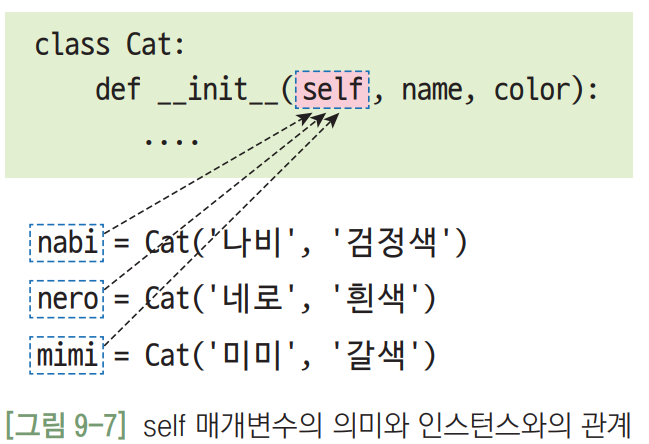 class Cat:
def __init__(self, name, color):
....
nabi = Cat('나비', '검정색')
nero = Cat('네로', '흰색')
mimi = Cat('미미', '갈색')
[그림 9-7] self 매개변수의 의미와 인스턴스와의 관계